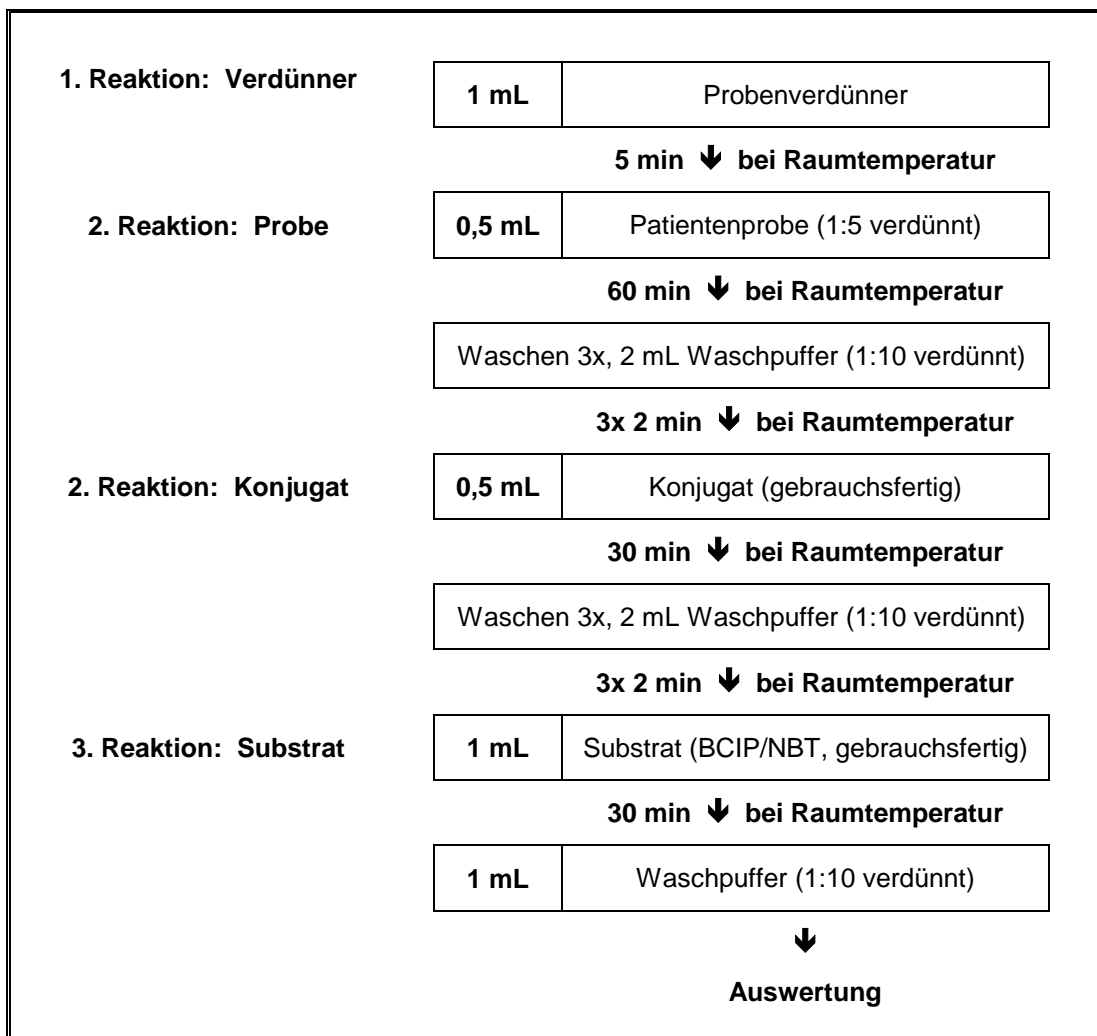 1. Reaktion: Verdünner
1 mL Probenverdünner
5 min 🡻 bei Raumtemperatur
2. Reaktion: Probe
0,5 mL Patientenprobe (1:5 verdünnt)
60 min 🡻 bei Raumtemperatur
Waschen 3x, 2 mL Waschpuffer (1:10 verdünnt)
3x 2 min 🡻 bei Raumtemperatur
2. Reaktion: Konjugat
0,5 mL Konjugat (gebrauchsfertig)
30 min 🡻 bei Raumtemperatur
Waschen 3x, 2 mL Waschpuffer (1:10 verdünnt)
3x 2 min 🡻 bei Raumtemperatur
3. Reaktion: Substrat
1 mL Substrat (BCIP/NBT, gebrauchsfertig)
30 min 🡻 bei Raumtemperatur
1 mL Waschpuffer (1:10 verdünnt)
🡻
Auswertung